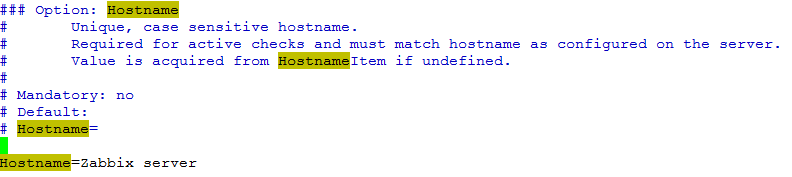 ### Option: Hostname
#       Unique, case sensitive hostname.
#       Required for active checks and must match hostname as configured on the server.
#       Value is acquired from HostnameItem if undefined.
#
# Mandatory: no
# Default:
# Hostname=
Hostname=Zabbix server